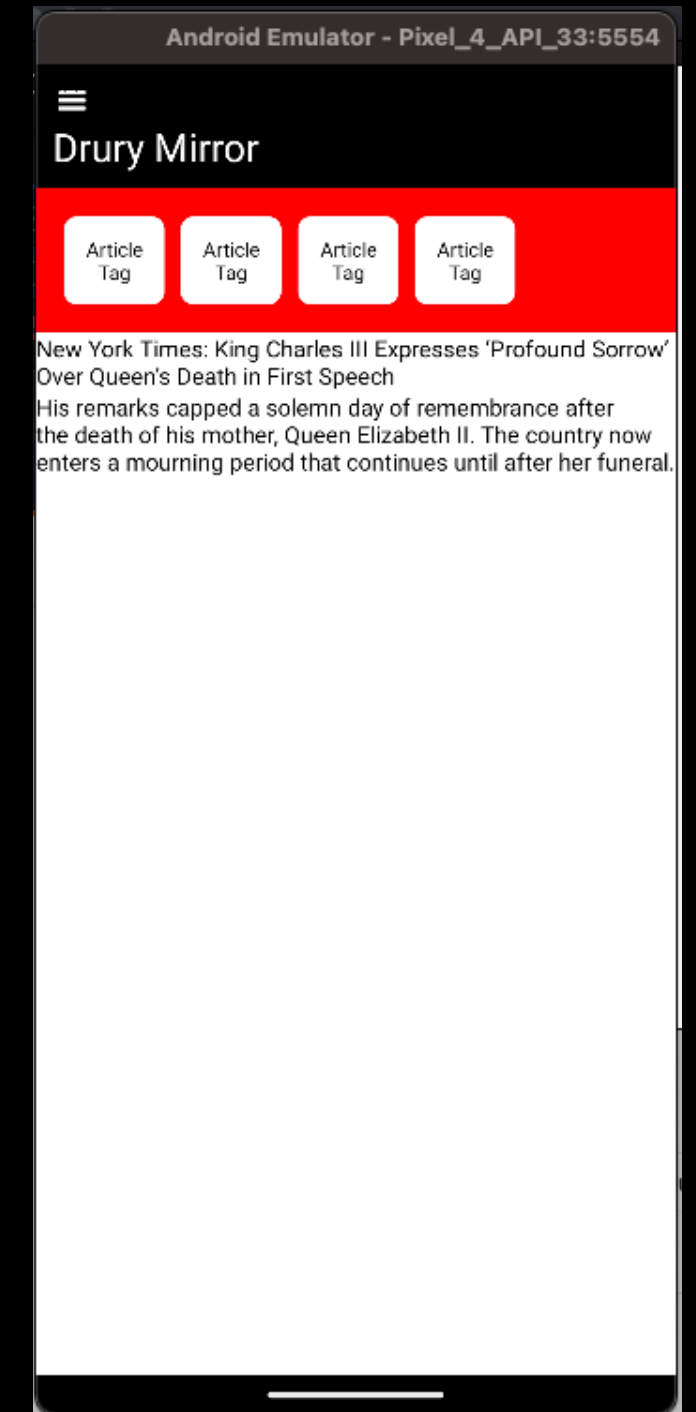 Android Emulator - Pixel_4_API_33:5554
Drury Mirror
Article
Tag
Article
Tag
Article
Tag
Article
Tag
New York Times: King Charles III Expresses ‘Profound Sorrow’
Over Queen's Death in First Speech
His remarks capped a solemn day of remembrance after
the death of his mother, Queen Elizabeth II. The country now
enters a mourning period that continues until after her funeral.